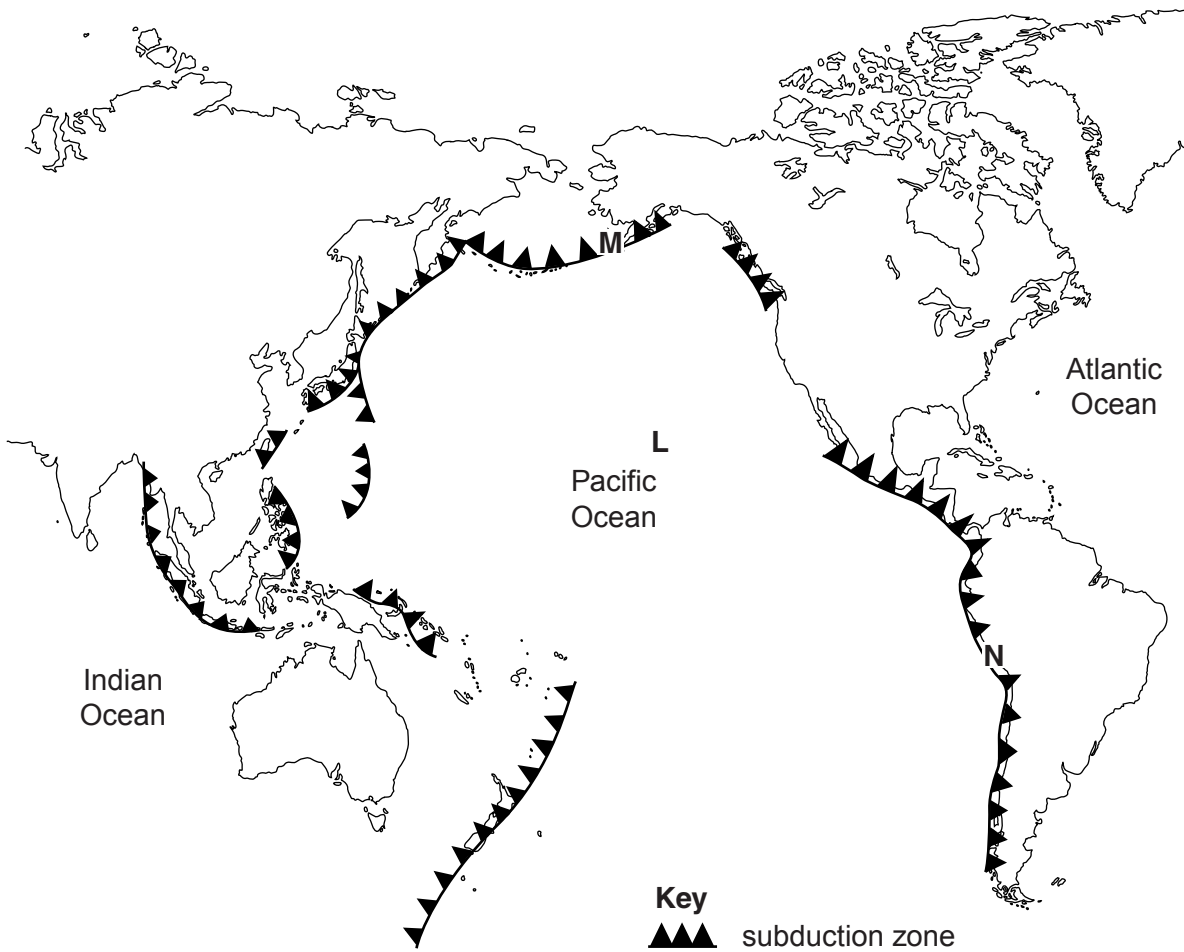 M
Atlantic
Ocean
L
Pacific
Ocean
N
Indian
Ocean
Key
subduction zone